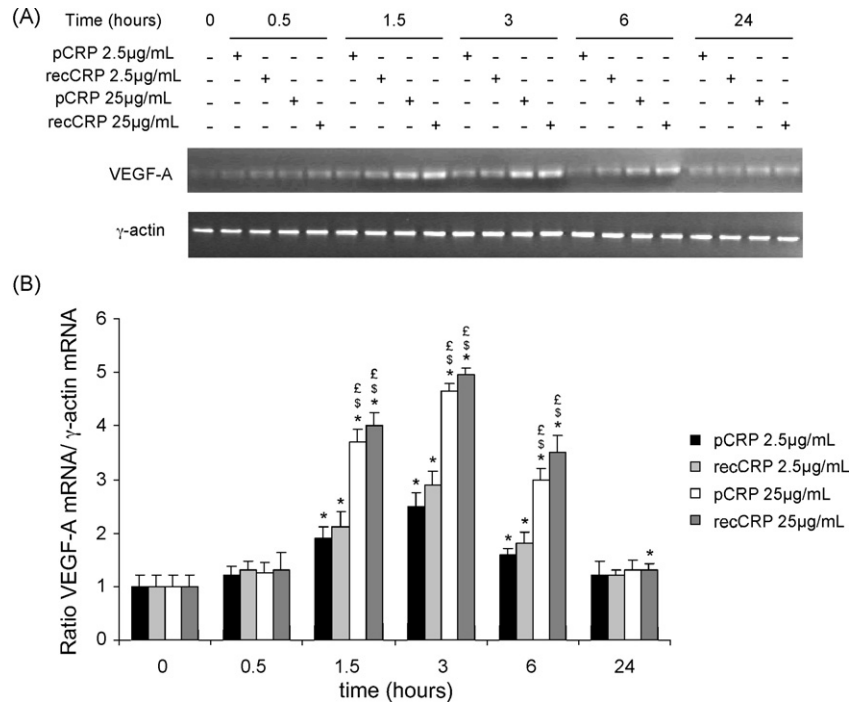 (A)
Time (hours) 0 0.5 1.5 3 6 24
pCRP 2.5µg/mL - + - - - + - - - + - - - + - - - + - - -
recCRP 2.5µg/mL - - + - - - + - - - + - - - + - - - + - -
pCRP 25µg/mL - - - + - - - + - - - + - - - + - - - + -
recCRP 25µg/mL - - - - + - - - + - - - + - - - + - - - +
VEGF-A
γ-actin
(B)
Ratio VEGF-A mRNA/ γ-actin mRNA
6
5
4
3
2
1
0
* * £ $ * £ $ *
* * £ $ * £ $ *
* * £ $ * £ $ *
*
0 0.5 1.5 3 6 24
time (hours)
pCRP 2.5µg/mL
recCRP 2.5µg/mL
pCRP 25µg/mL
recCRP 25µg/mL